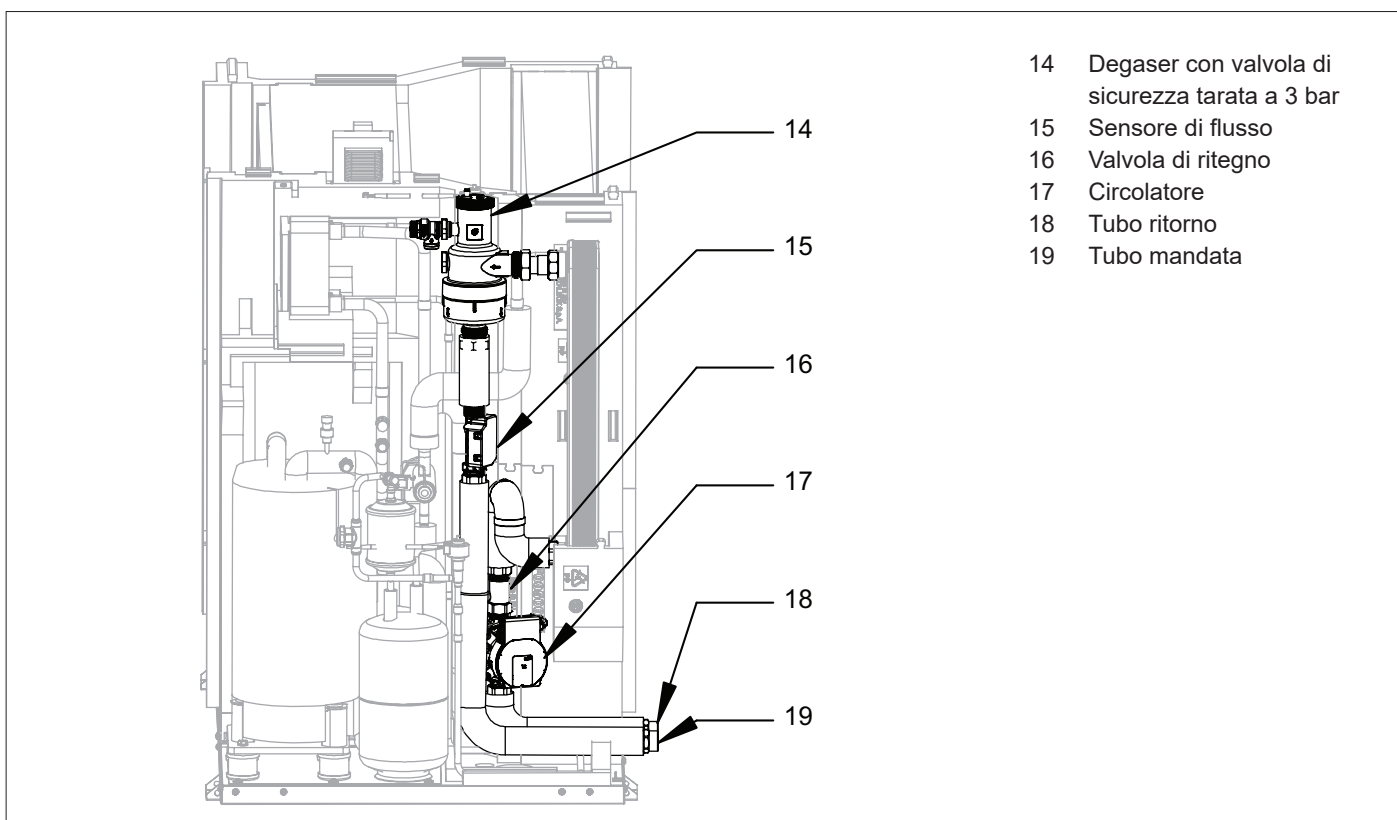 14 Degaser con valvola di
sicurezza tarata a 3 bar
15 Sensore di flusso
16 Valvola di ritegno
17 Circolatore
18 Tubo ritorno
19 Tubo mandata
14
15
16
17
18
19